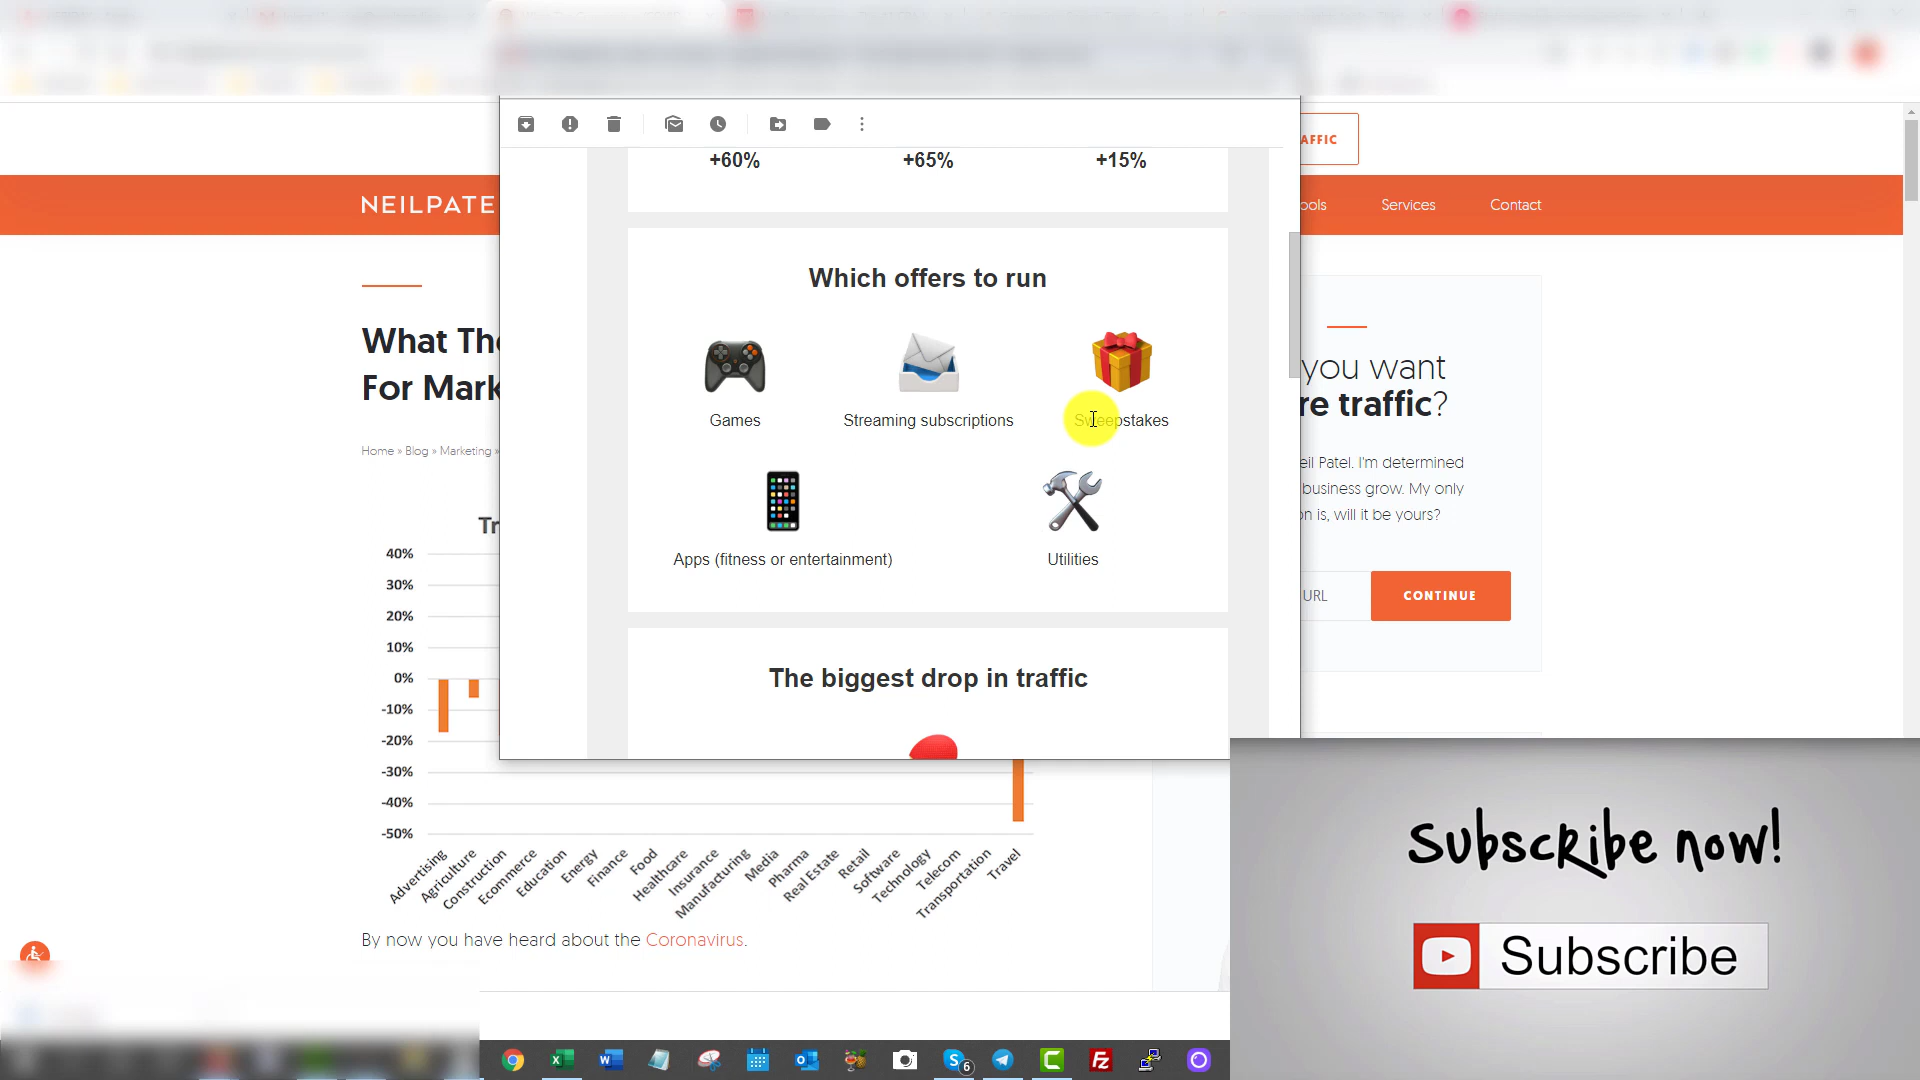 AFFIC
NEILPATE
ools
Services
Contact
+60%
+65%
+15%
Which offers to run
Games
Streaming subscriptions
Sweepstakes
Apps (fitness or entertainment)
Utilities
The biggest drop in traffic
What The
For Mark
Home » Blog » Marketing »
Tr
40%
30%
20%
10%
0%
-10%
-20%
-30%
-40%
-50%
Advertising
Agriculture
Construction
Ecommerce
Education
Energy
Finance
Food
Healthcare
Insurance
Manufacturing
Media
Pharma
Real Estate
Retail
Software
Technology
Telecom
Transportation
Travel
By now you have heard about the Coronavirus.
you want
re traffic?
eil Patel. I'm determined
business grow. My only
on is, will it be yours?
URL
CONTINUE
Subscribe now!
Subscribe
6